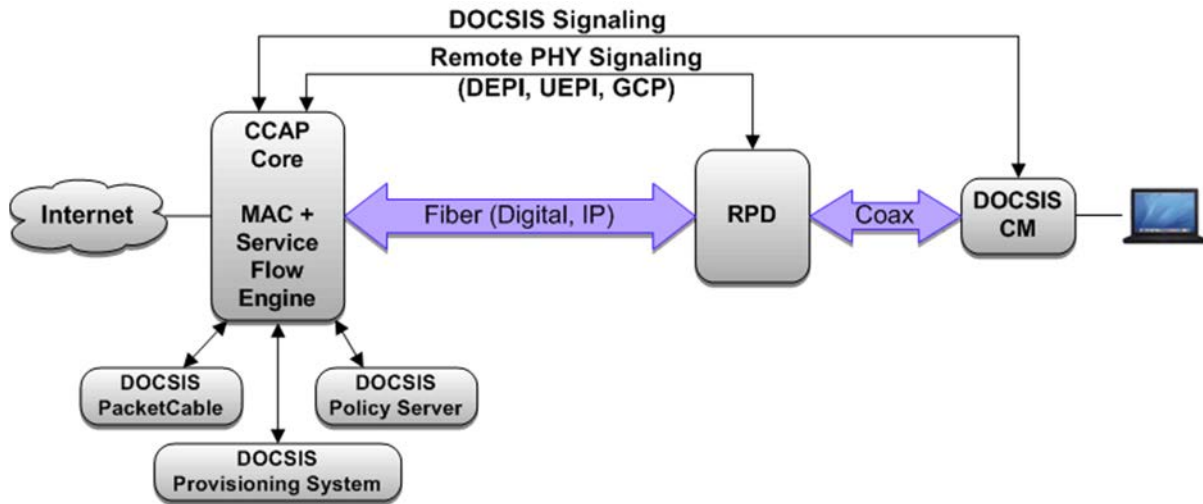 DOCSIS Signaling
Remote PHY Signaling
(DEPI, UEPI, GCP)
CCAP
Core
MAC +
Service
Flow
Engine
Internet
Fiber (Digital, IP)
RPD
Coax
DOCSIS
CM
DOCSIS
PacketCable
DOCSIS
Policy Server
DOCSIS
Provisioning System